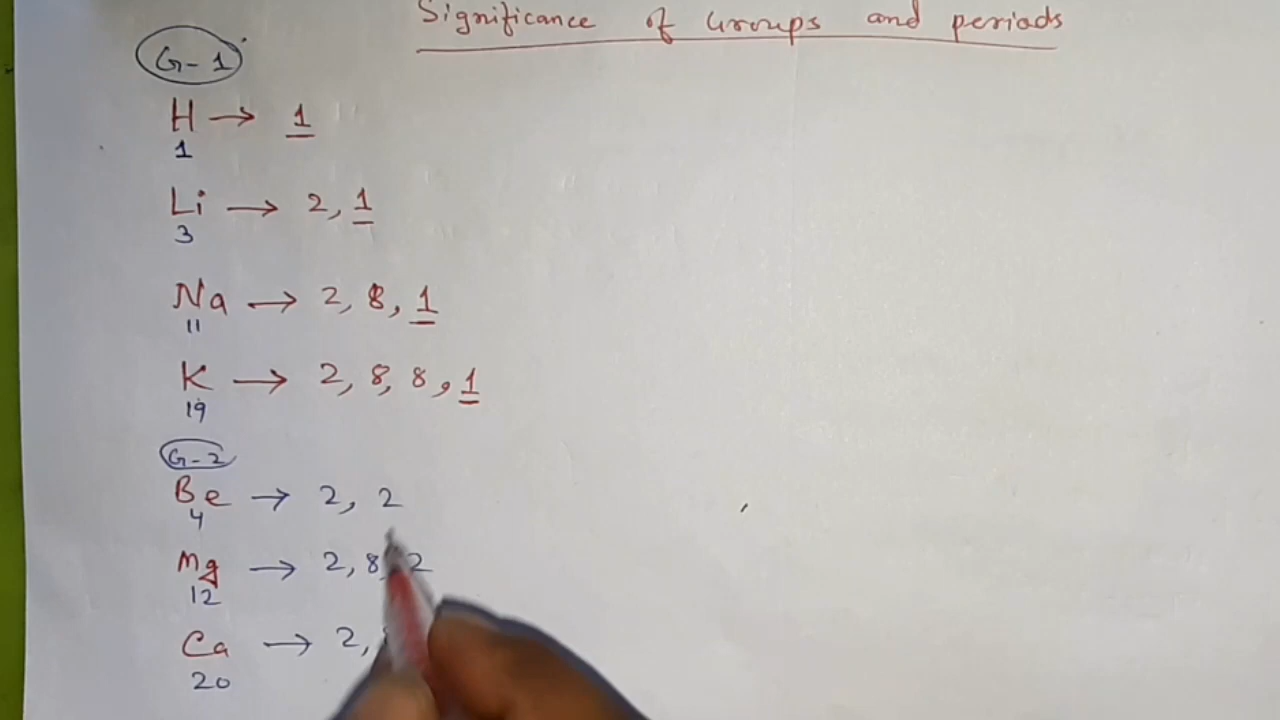 Significance of Groups and periods
G-1
H → 1
1
Li → 2, 1
3
Na → 2, 8, 1
11
K → 2, 8, 8, 1
19
G-2
Be → 2, 2
4
Mg → 2, 8, 2
12
Ca → 2,
20